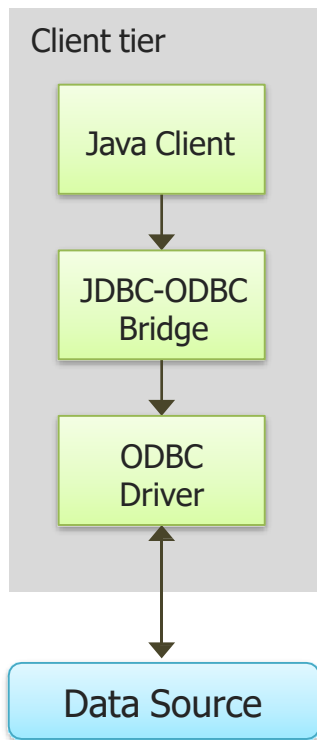 Client tier
Java Client
JDBC-ODBC
Bridge
ODBC
Driver
Data Source